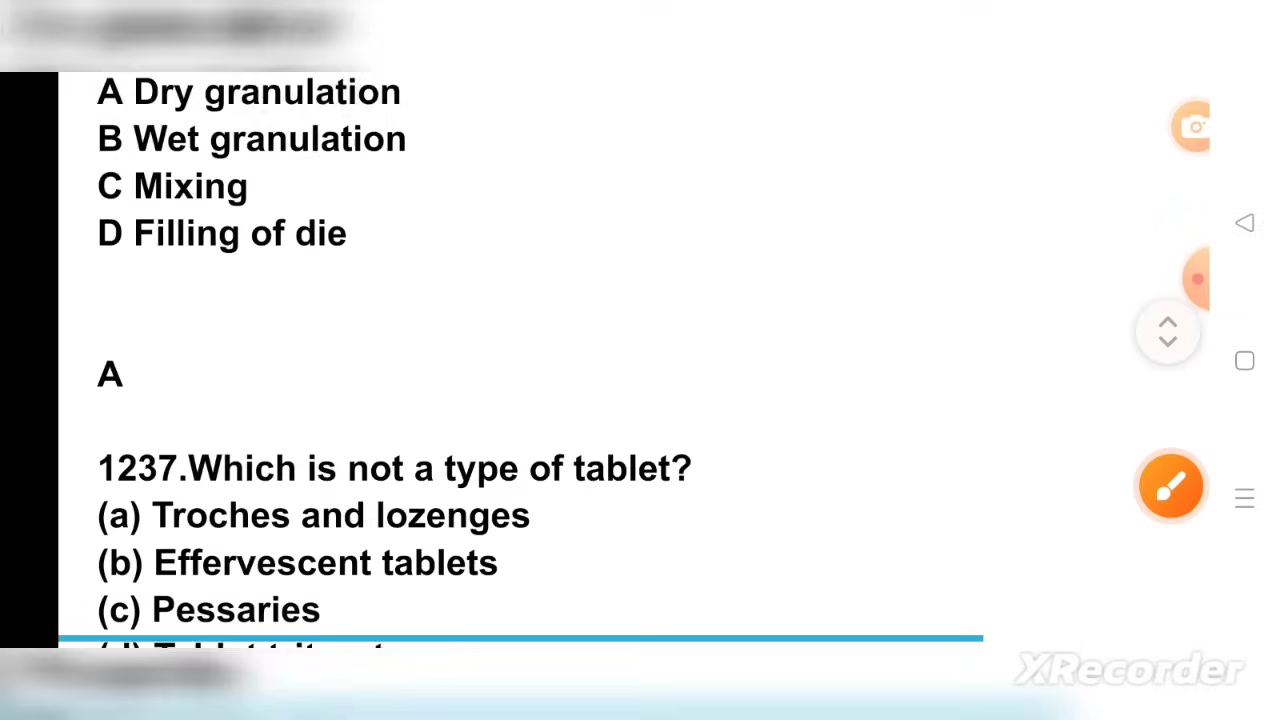 A Dry granulation
B Wet granulation
C Mixing
D Filling of die
A
1237.Which is not a type of tablet?
(a) Troches and lozenges
(b) Effervescent tablets
(c) Pessaries
XRecorder